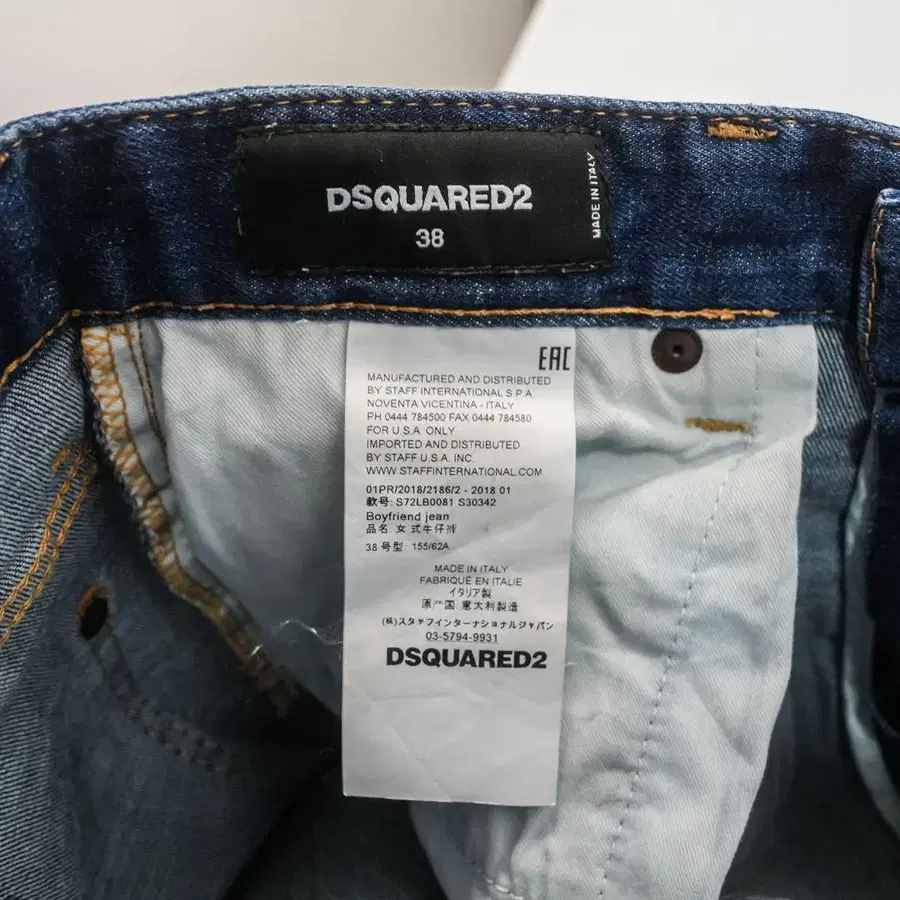 DSQUARED2
38
MADE IN ITALY
EAC
MANUFACTURED AND DISTRIBUTED
BY STAFF INTERNATIONAL S.P.A.
NOVENTA VICENTINA - ITALY
PH 0444 784500 FAX 0444 784580
FOR U.S.A. ONLY
IMPORTED AND DISTRIBUTED
BY STAFF U.S.A. INC.
WWW.STAFFINTERNATIONAL.COM
01PR/2018/2186/2 - 2018 01
款号: S72LB0081 S30342
Boyfriend jean
品名: 女式牛仔裤
38 号型: 155/62A
MADE IN ITALY
FABRIQUÉ EN ITALIE
イタリア製
原产国: 意大利制造
(株)スタッフインターナショナルジャパン
03-5794-9931
DSQUARED2